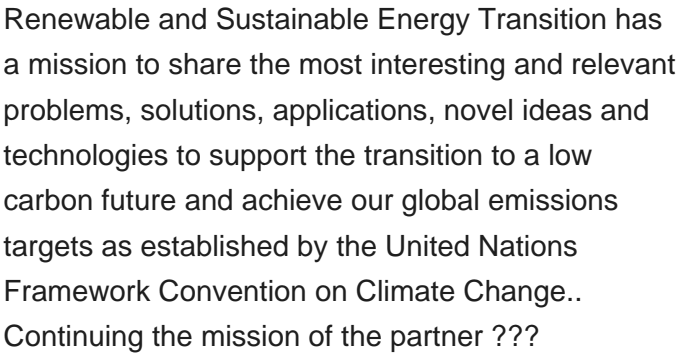 Renewable and Sustainable Energy Transition has
a mission to share the most interesting and relevant
problems, solutions, applications, novel ideas and
technologies to support the transition to a low
carbon future and achieve our global emissions
targets as established by the United Nations
Framework Convention on Climate Change..
Continuing the mission of the partner ???